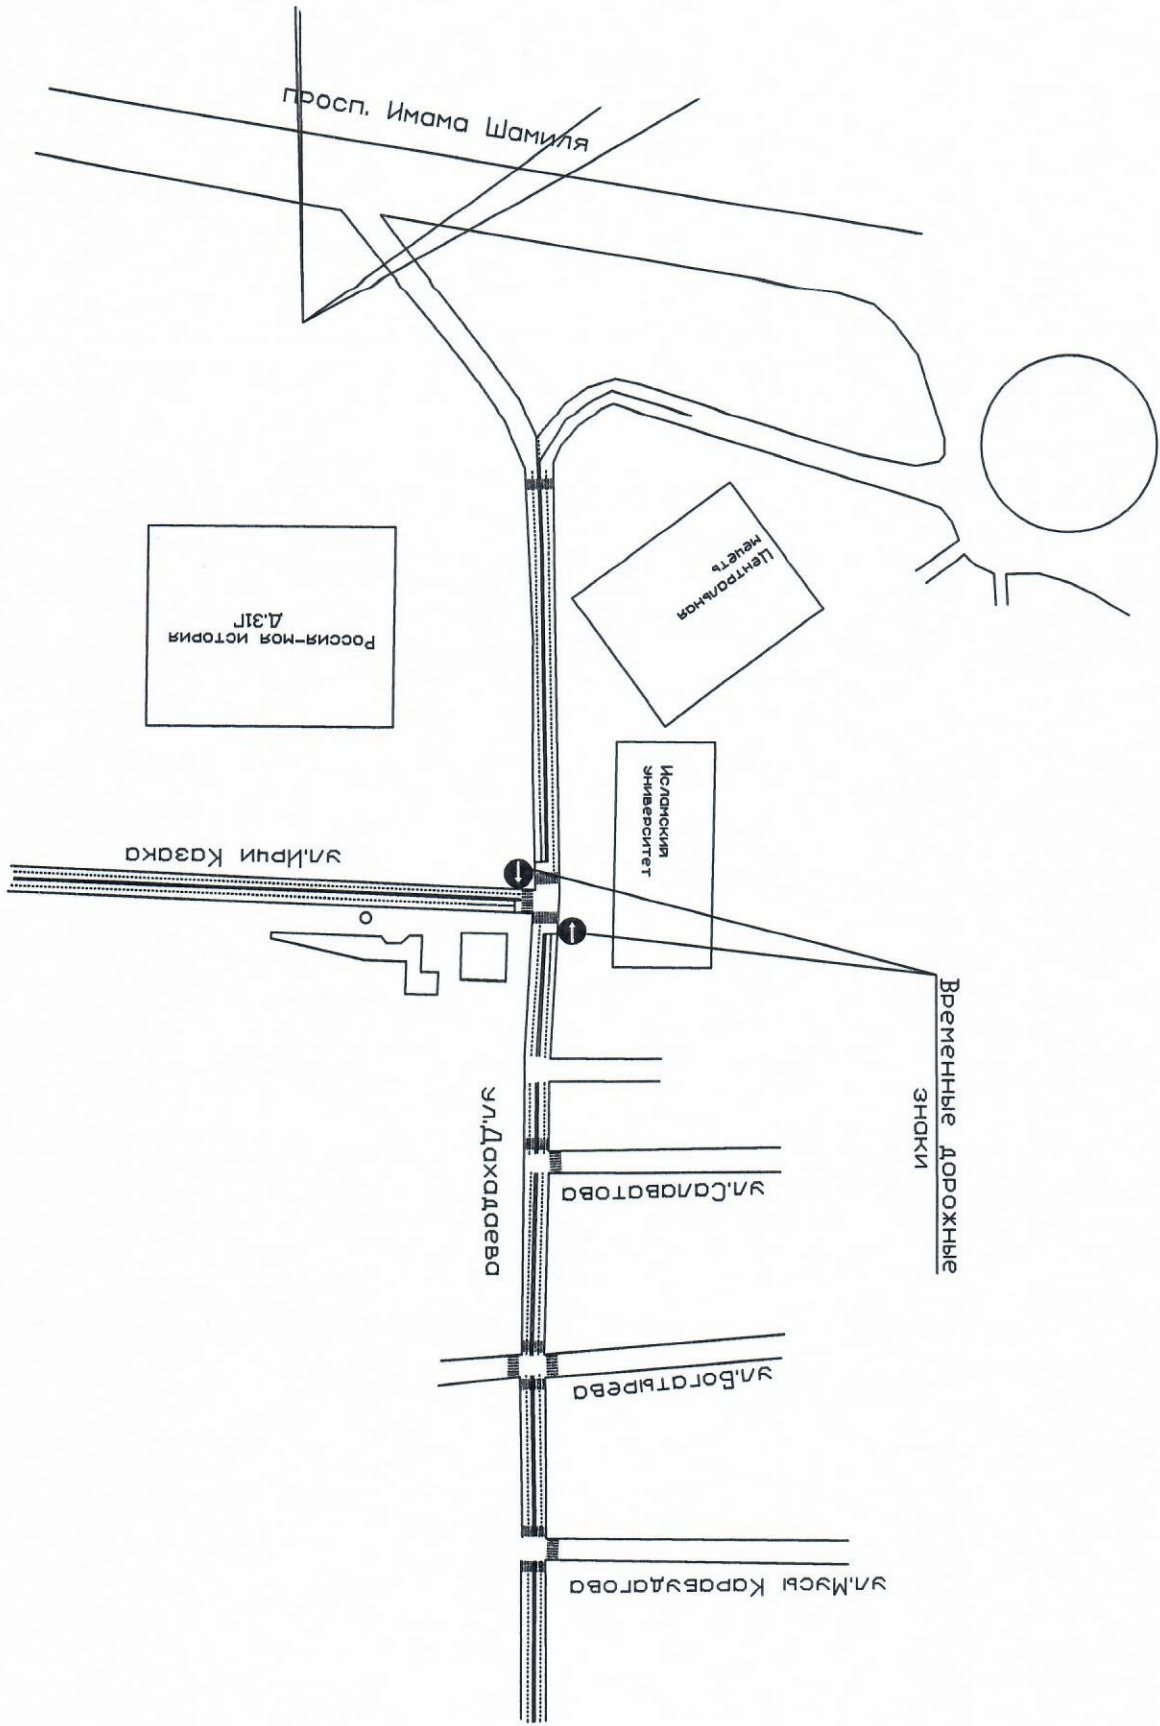 просп. Имама Шамиля
Центральная
мечеть
Россия-моя история
Д.31Г
Исламский
университет
ул.Ирчи Казака
Временные дорожные
знаки
ул.Дахадаева
ул.Салаватова
ул.Богатырева
ул.Мусы Карабудагова